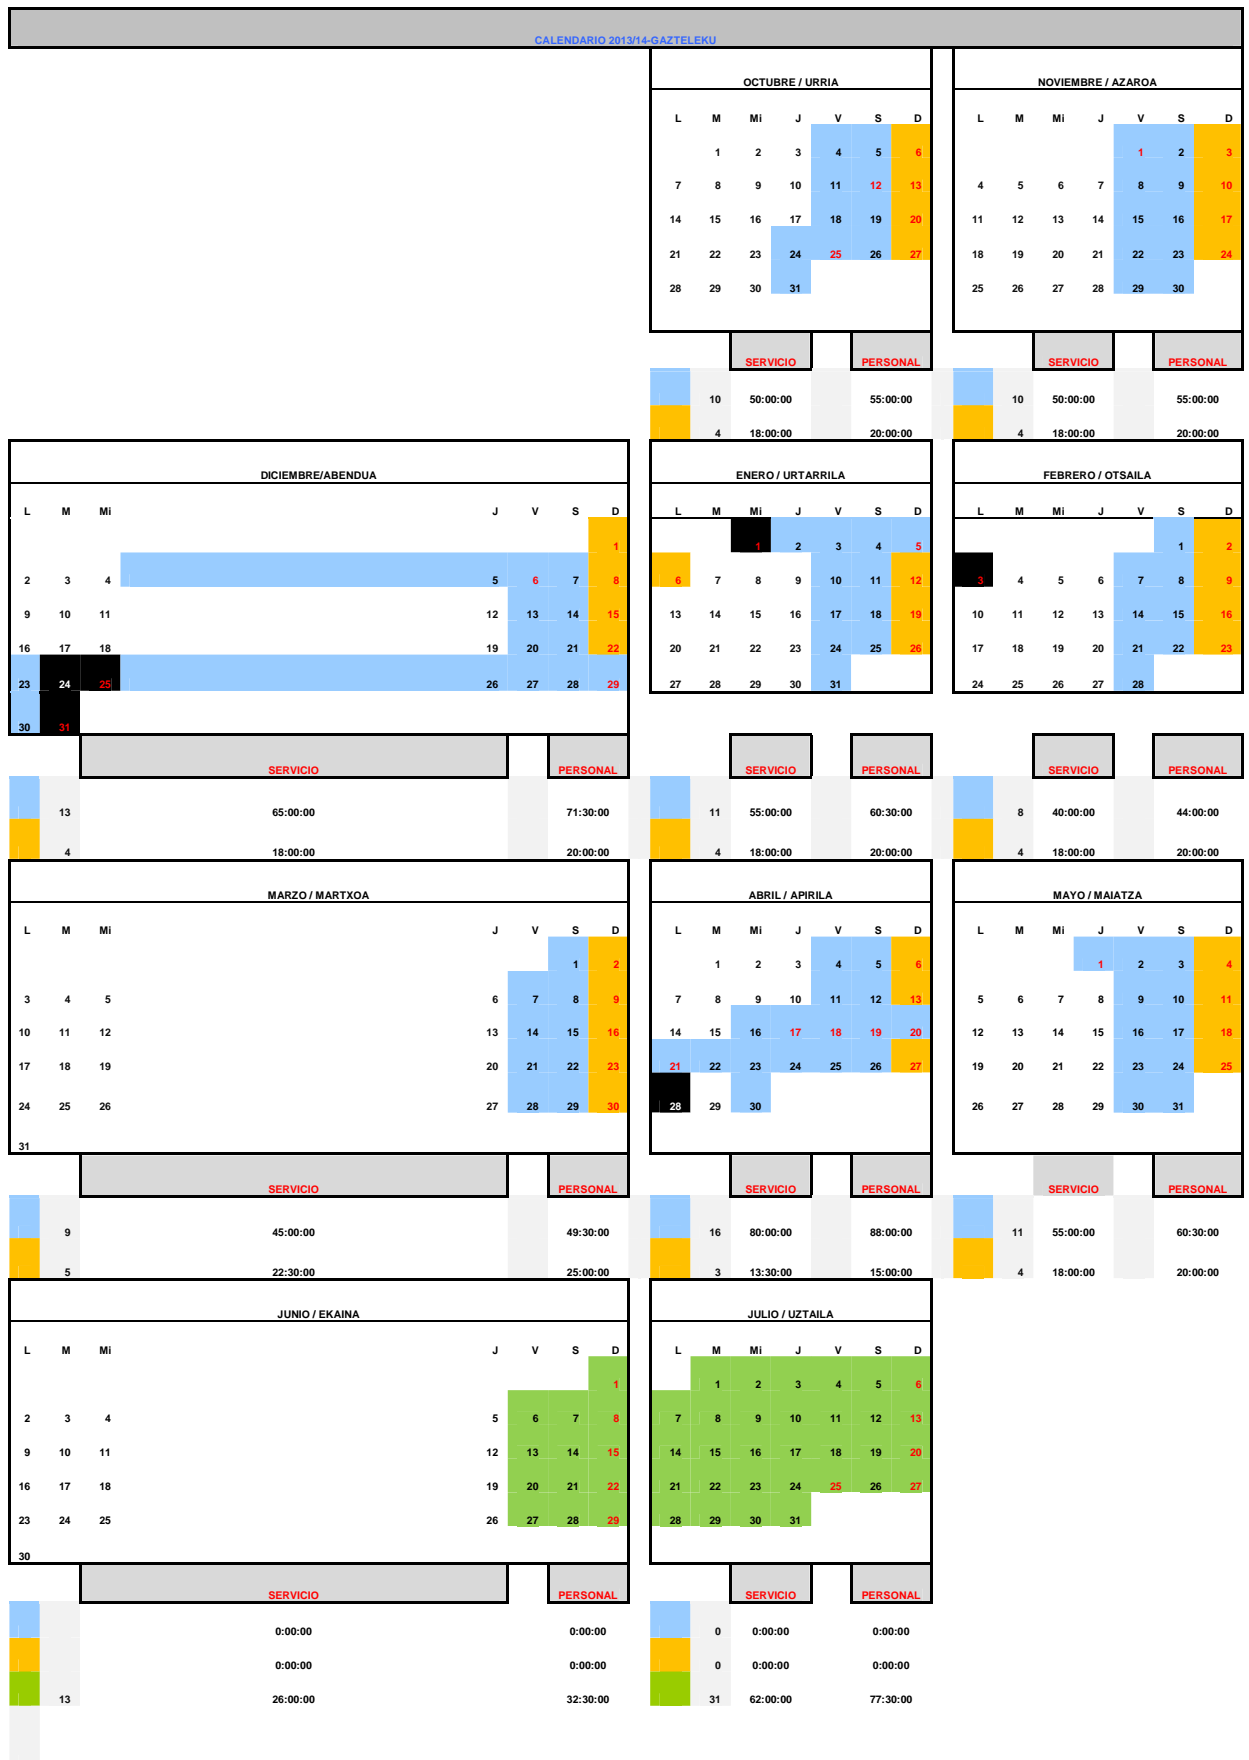 CALENDARIO 2013/14-GAZTELEKU
OCTUBRE / URRIA
L M Mi J V S D
1 2 3 4 5 6
7 8 9 10 11 12 13
14 15 16 17 18 19 20
21 22 23 24 25 26 27
28 29 30 31
SERVICIO PERSONAL
10 50:00:00 55:00:00
4 18:00:00 20:00:00
NOVIEMBRE / AZAROA
L M Mi J V S D
1 2 3
4 5 6 7 8 9 10
11 12 13 14 15 16 17
18 19 20 21 22 23 24
25 26 27 28 29 30
SERVICIO PERSONAL
10 50:00:00 55:00:00
4 18:00:00 20:00:00
DICIEMBRE/ABENDUA
L M Mi J V S D
1
2 3 4 5 6 7 8
9 10 11 12 13 14 15
16 17 18 19 20 21 22
23 24 25 26 27 28 29
30 31
SERVICIO PERSONAL
13 65:00:00 71:30:00
4 18:00:00 20:00:00
ENERO / URTARRILA
L M Mi J V S D
1 2 3 4 5
6 7 8 9 10 11 12
13 14 15 16 17 18 19
20 21 22 23 24 25 26
27 28 29 30 31
SERVICIO PERSONAL
11 55:00:00 60:30:00
4 18:00:00 20:00:00
FEBRERO / OTSAILA
L M Mi J V S D
1 2
3 4 5 6 7 8 9
10 11 12 13 14 15 16
17 18 19 20 21 22 23
24 25 26 27 28
SERVICIO PERSONAL
8 40:00:00 44:00:00
4 18:00:00 20:00:00
MARZO / MARTXOA
L M Mi J V S D
1 2
3 4 5 6 7 8 9
10 11 12 13 14 15 16
17 18 19 20 21 22 23
24 25 26 27 28 29 30
31
SERVICIO PERSONAL
9 45:00:00 49:30:00
5 22:30:00 25:00:00
ABRIL / APIRILA
L M Mi J V S D
1 2 3 4 5 6
7 8 9 10 11 12 13
14 15 16 17 18 19 20
21 22 23 24 25 26 27
28 29 30
SERVICIO PERSONAL
16 80:00:00 88:00:00
3 13:30:00 15:00:00
MAYO / MAIATZA
L M Mi J V S D
1 2 3 4
5 6 7 8 9 10 11
12 13 14 15 16 17 18
19 20 21 22 23 24 25
26 27 28 29 30 31
SERVICIO PERSONAL
11 55:00:00 60:30:00
4 18:00:00 20:00:00
JUNIO / EKAINA
L M Mi J V S D
1
2 3 4 5 6 7 8
9 10 11 12 13 14 15
16 17 18 19 20 21 22
23 24 25 26 27 28 29
30
SERVICIO PERSONAL
0:00:00 0:00:00
0:00:00 0:00:00
13 26:00:00 32:30:00
JULIO / UZTAILA
L M Mi J V S D
1 2 3 4 5 6
7 8 9 10 11 12 13
14 15 16 17 18 19 20
21 22 23 24 25 26 27
28 29 30 31
SERVICIO PERSONAL
0 0:00:00 0:00:00
0 0:00:00 0:00:00
31 62:00:00 77:30:00